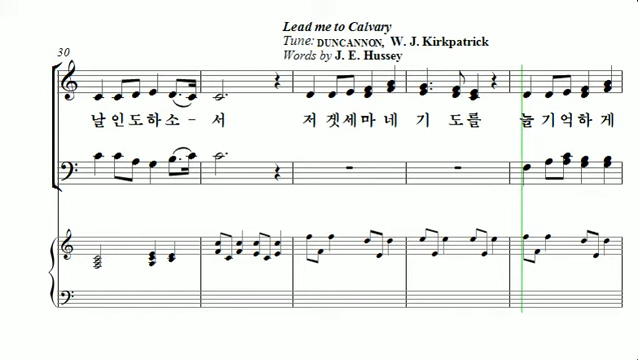 Lead me to Calvary
Tune: DUNCANNON, W. J. Kirkpatrick
Words by J. E. Hussey
30
날 인도하소 - 서 저 겟세마네 기 도를 늘 기억하 게